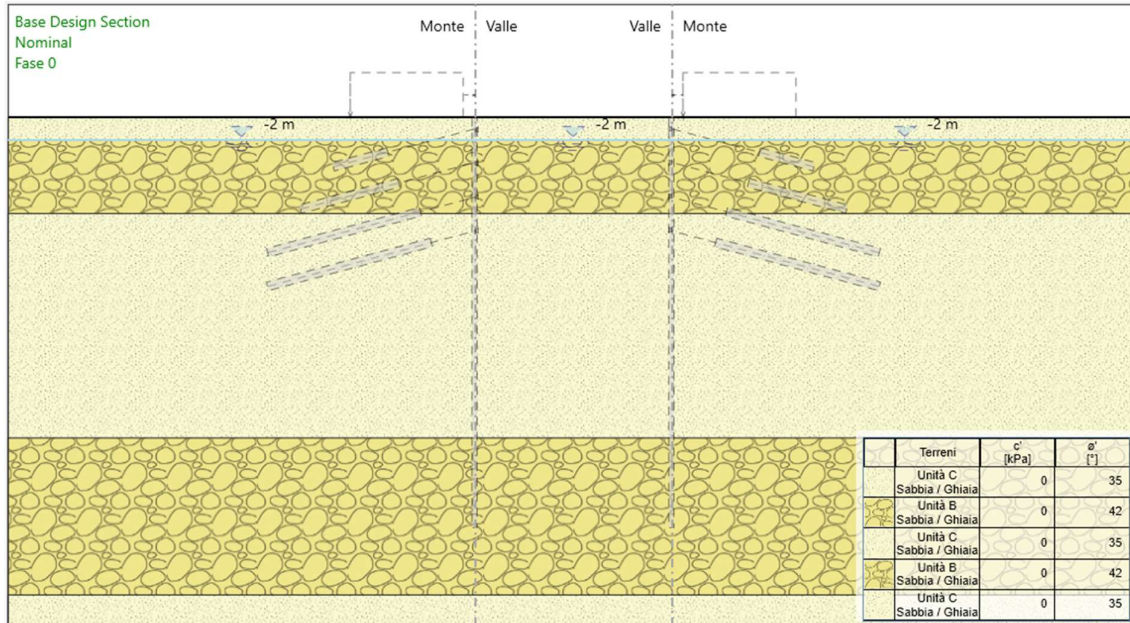 Base Design Section
Nominal
Fase 0
Monte Valle Valle Monte
-2 m -2 m -2 m
Terreni c' [kPa] ø' [°]
Unità C
Sabbia / Ghiaia 0 35
Unità B
Sabbia / Ghiaia 0 42
Unità C
Sabbia / Ghiaia 0 35
Unità B
Sabbia / Ghiaia 0 42
Unità C
Sabbia / Ghiaia 0 35